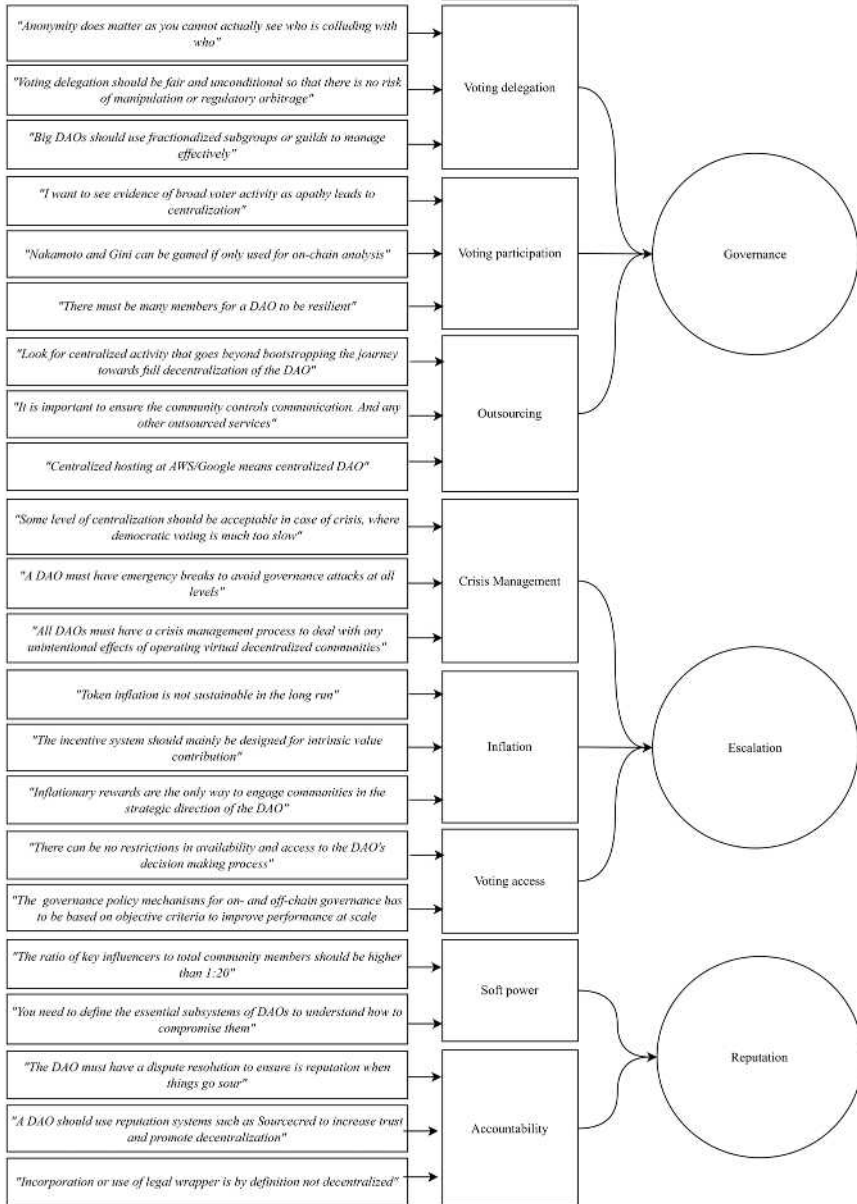 "Anonymity does matter as you cannot actually see who is colluding with
who"
"Voting delegation should be fair and unconditional so that there is no risk
of manipulation or regulatory arbitrage"
Voting delegation
"Big DAOs should use fractionalized subgroups or guilds to manage
effectively"
"I want to see evidence of broad voter activity as apathy leads to
centralization"
"Nakamoto and Gini can be gamed if only used for on-chain analysis"
Voting participation
Governance
"There must be many members for a DAO to be resilient"
"Look for centralized activity that goes beyond bootstrapping the journey
towards full decentralization of the DAO"
"It is important to ensure the community controls communication. And any
other outsourced services"
Outsourcing
"Centralized hosting at AWS/Google means centralized DAO"
"Some level of centralization should be acceptable in case of crisis, where
democratic voting is much too slow"
"A DAO must have emergency breaks to avoid governance attacks at all
levels"
Crisis Management
"All DAOs must have a crisis management process to deal with any
unintentional effects of operating virtual decentralized communities"
"Token inflation is not sustainable in the long run"
"The incentive system should mainly be designed for intrinsic value
contribution"
Inflation
Escalation
"Inflationary rewards are the only way to engage communities in the
strategic direction of the DAO"
"There can be no restrictions in availability and access to the DAO's
decision making process"
Voting access
"The governance policy mechanisms for on- and off-chain governance has
to be based on objective criteria to improve performance at scale
"The ratio of key influencers to total community members should be higher
than 1:20"
Soft power
"You need to define the essential subsystems of DAOs to understand how to
compromise them"
Reputation
"The DAO must have a dispute resolution to ensure is reputation when
things go sour"
"A DAO should use reputation systems such as Sourcecred to increase trust
and promote decentralization"
Accountability
"Incorporation or use of legal wrapper is by definition not decentralized"